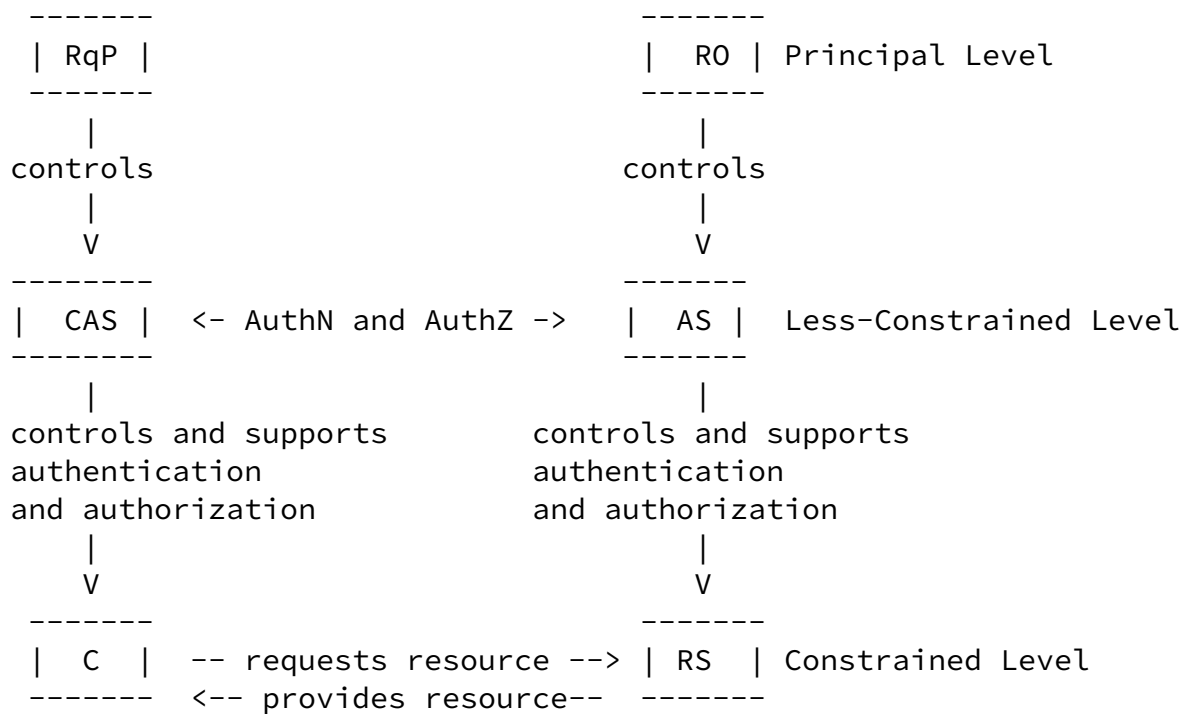 -------                           -------
 | RqP |                           |  RO | Principal Level
 -------                           -------
    |                                 |
controls                          controls
    |                                 |
    V                                 V
--------                          -------
|  CAS |  <- AuthN and AuthZ ->   |  AS |  Less-Constrained Level
--------                          -------
    |                                 |
controls and supports        controls and supports
authentication               authentication
and authorization            and authorization
    |                                 |
    V                                 V
 -------                           -------
 |  C  |  -- requests resource --> | RS  | Constrained Level
 -------  <-- provides resource--  -------